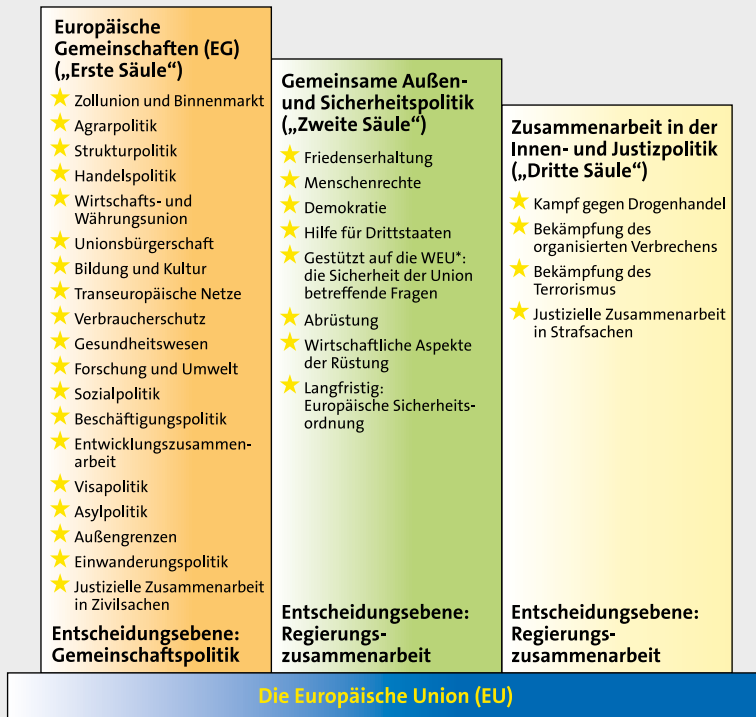 Europäische
Gemeinschaften (EG)
(„Erste Säule“)
Zollunion und Binnenmarkt
Agrarpolitik
Strukturpolitik
Handelspolitik
Wirtschafts- und
Währungsunion
Unionsbürgerschaft
Bildung und Kultur
Transeuropäische Netze
Verbraucherschutz
Gesundheitswesen
Forschung und Umwelt
Sozialpolitik
Beschäftigungspolitik
Entwicklungszusammen-
arbeit
Visapolitik
Asylpolitik
Außengrenzen
Einwanderungspolitik
Justizielle Zusammenarbeit
in Zivilsachen
Entscheidungsebene:
Gemeinschaftspolitik
Gemeinsame Außen-
und Sicherheitspolitik
(„Zweite Säule“)
Friedenserhaltung
Menschenrechte
Demokratie
Hilfe für Drittstaaten
Gestützt auf die WEU*:
die Sicherheit der Union
betreffende Fragen
Abrüstung
Wirtschaftliche Aspekte
der Rüstung
Langfristig:
Europäische Sicherheits-
ordnung
Entscheidungsebene:
Regierungs-
zusammenarbeit
Zusammenarbeit in der
Innen- und Justizpolitik
(„Dritte Säule“)
Kampf gegen Drogenhandel
Bekämpfung des
organisierten Verbrechens
Bekämpfung des
Terrorismus
Justizielle Zusammenarbeit
in Strafsachen
Entscheidungsebene:
Regierungs-
zusammenarbeit
Die Europäische Union (EU)